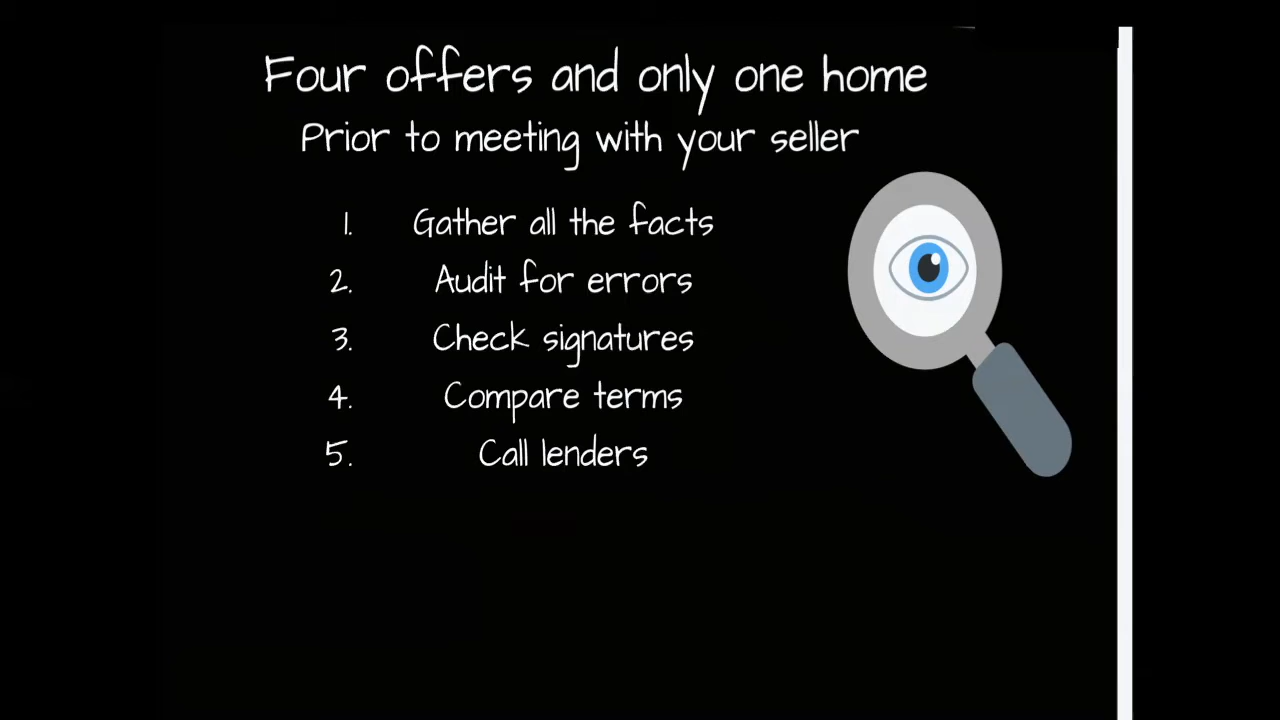 Four offers and only one home
Prior to meeting with your seller
1. Gather all the facts
2. Audit for errors
3. Check signatures
4. Compare terms
5. Call lenders